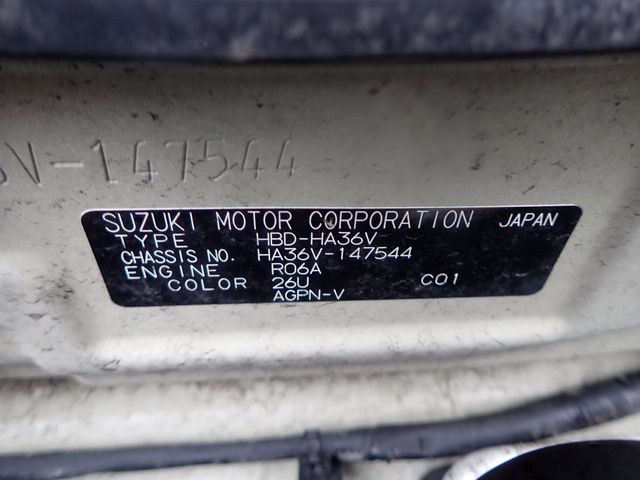 V-147544
SUZUKI MOTOR CORPORATION JAPAN
TYPE HBD-HA36V
CHASSIS NO. HA36V-147544
ENGINE R06A
COLOR 26U C01
AGPN-V